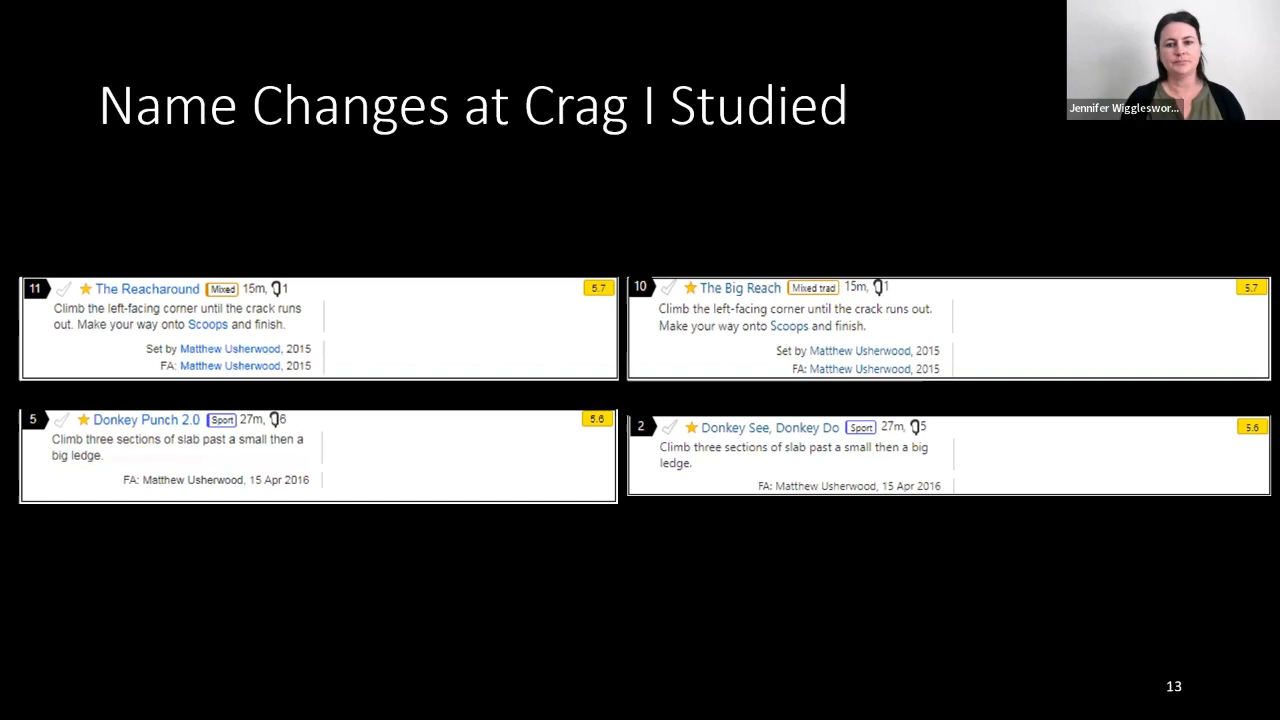 Name Changes at Crag I Studied
Jennifer Wiggleswor...
11 The Reacharound Mixed 15m, 1 5.7
Climb the left-facing corner until the crack runs
out. Make your way onto Scoops and finish.
Set by Matthew Usherwood, 2015
FA: Matthew Usherwood, 2015
10 The Big Reach Mixed trad 15m, 1 5.7
Climb the left-facing corner until the crack runs out.
Make your way onto Scoops and finish.
Set by Matthew Usherwood, 2015
FA: Matthew Usherwood, 2015
5 Donkey Punch 2.0 Sport 27m, 6 5.6
Climb three sections of slab past a small then a
big ledge.
FA: Matthew Usherwood, 15 Apr 2016
2 Donkey See, Donkey Do Sport 27m, 5 5.6
Climb three sections of slab past a small then a big
ledge.
FA: Matthew Usherwood, 15 Apr 2016
13